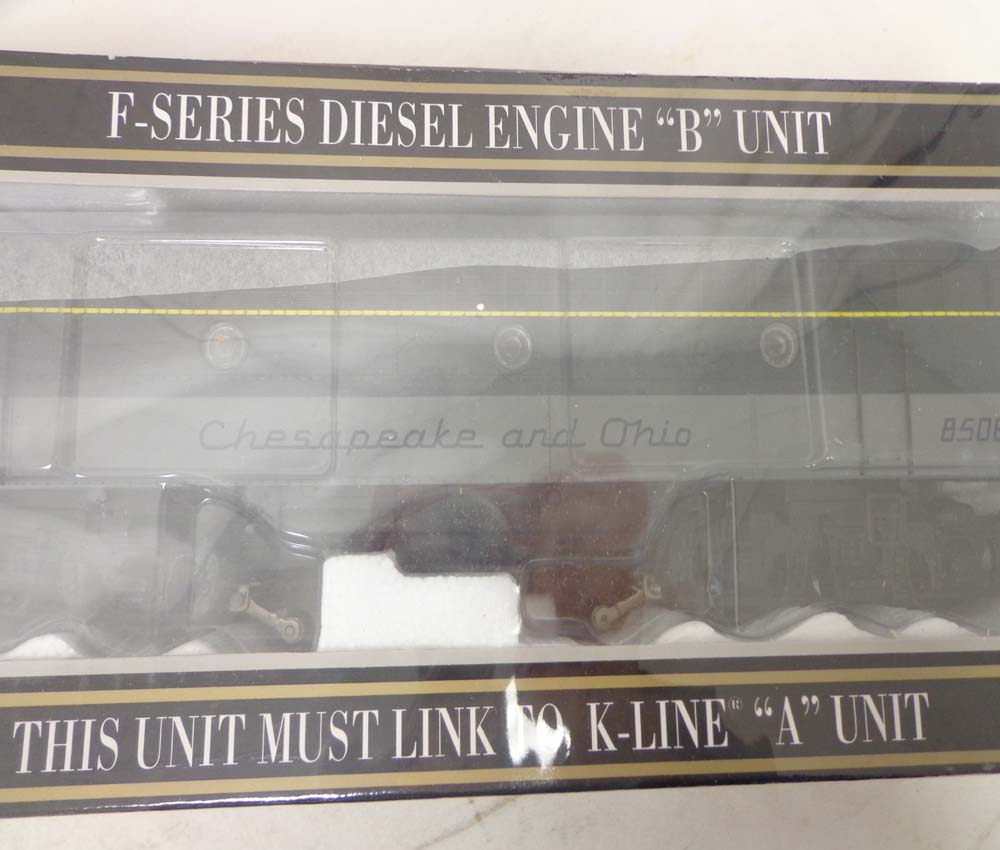 F-SERIES DIESEL ENGINE “B” UNIT
Chesapeake and Ohio
THIS UNIT MUST LINK TO K-LINE® “A” UNIT